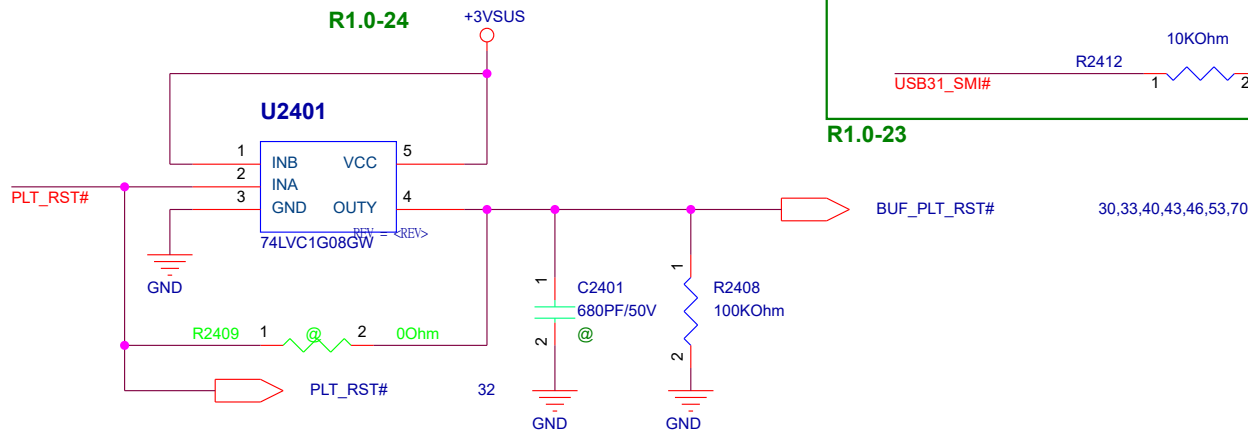 R1.0-24
+3VSUS
10KOhm
R2412
USB31_SMI#
1
2
R1.0-23
U2401
1
INB
VCC
5
2
INA
PLT_RST#
3
GND
OUTY
4
REV = <REV>
74LVC1G08GW
BUF_PLT_RST#
30,33,40,43,46,53,70
GND
1
C2401
680PF/50V
@
2
GND
1
R2408
100KOhm
2
GND
R2409
1
@
2
0Ohm
PLT_RST#
32